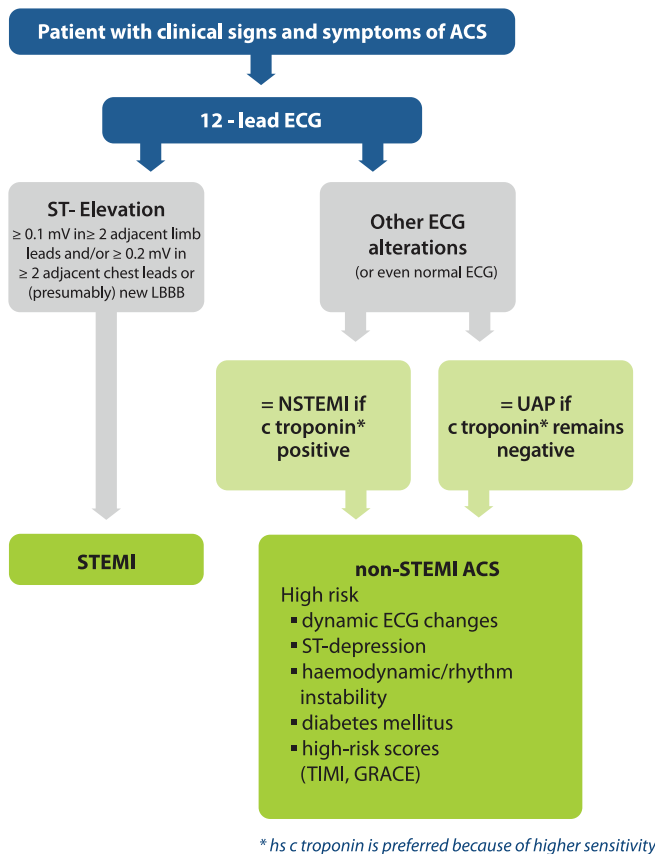 Patient with clinical signs and symptoms of ACS
12 - lead ECG
ST- Elevation
≥ 0.1 mV in≥ 2 adjacent limb
leads and/or ≥ 0.2 mV in
≥ 2 adjacent chest leads or
(presumably) new LBBB
Other ECG
alterations
(or even normal ECG)
= NSTEMI if
c troponin*
positive
= UAP if
c troponin* remains
negative
STEMI
non-STEMI ACS
High risk
▪ dynamic ECG changes
▪ ST-depression
▪ haemodynamic/rhythm
instability
▪ diabetes mellitus
▪ high-risk scores
(TIMI, GRACE)
* hs c troponin is preferred because of higher sensitivity